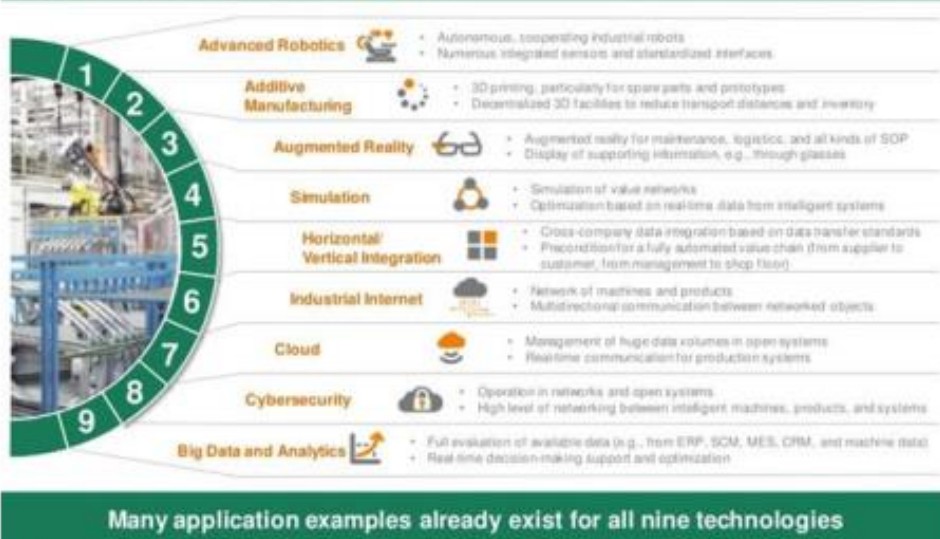 1
Advanced Robotics
• Autonomous, cooperating industrial robots
• Numerous integrated sensors and standardized interfaces
2
Additive
Manufacturing
• 3D printing, particularly for spare parts and prototypes
• Decentralized 3D facilities to reduce transport distances and inventory
3
Augmented Reality
• Augmented reality for maintenance, logistics, and all kinds of SOP
• Display of supporting information, e.g., through glasses
4
Simulation
• Simulation of value networks
• Optimization based on real-time data from intelligent systems
5
Horizontal/
Vertical Integration
• Cross-company data integration based on data transfer standards
• Precondition for a fully automated value chain (from supplier to
customer, from management to shop floor)
6
Industrial Internet
• Network of machines and products
• Multidirectional communication between networked objects
7
Cloud
• Management of huge data volumes in open systems
• Real-time communication for production systems
8
Cybersecurity
• Operation in networks and open systems
• High level of networking between intelligent machines, products, and systems
9
Big Data and Analytics
• Full evaluation of available data (e.g., from ERP, SCM, MES, CRM, and machine data)
• Real-time decision-making support and optimization
Many application examples already exist for all nine technologies